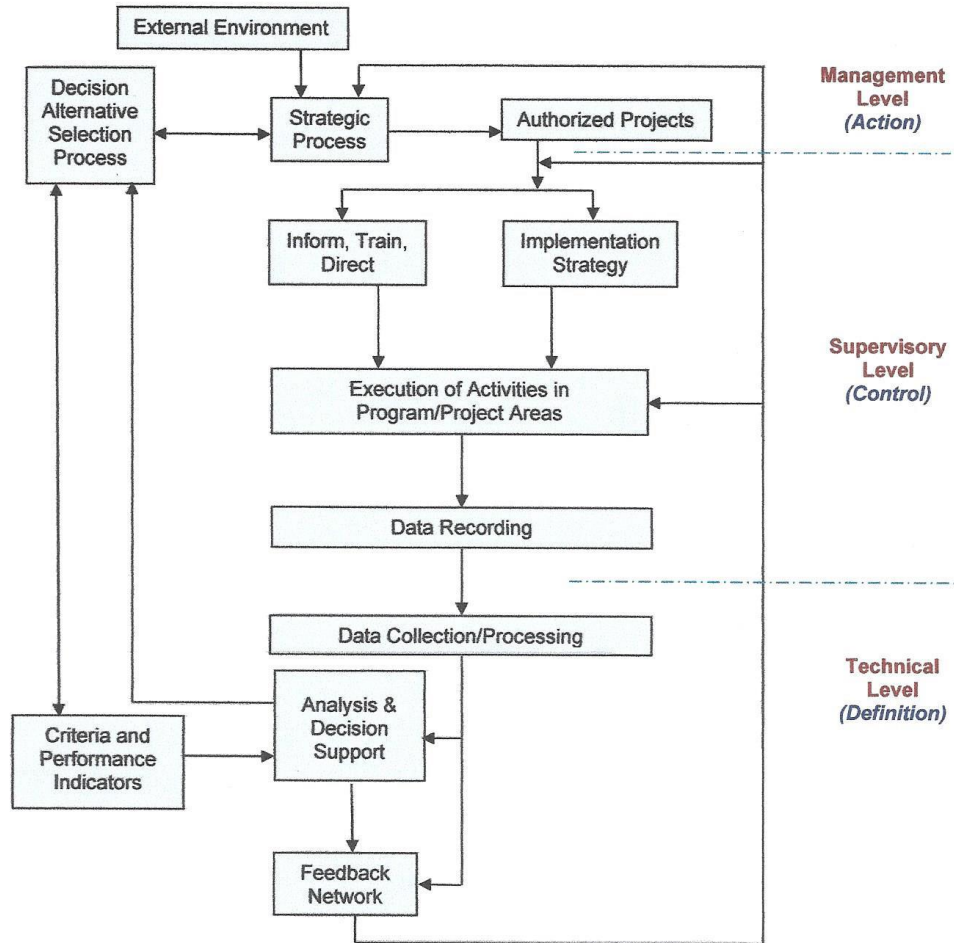 External Environment
Decision
Alternative
Selection
Process
Strategic
Process
Authorized Projects
Management
Level
(Action)
Inform, Train,
Direct
Implementation
Strategy
Execution of Activities in
Program/Project Areas
Supervisory
Level
(Control)
Data Recording
Data Collection/Processing
Analysis &
Decision
Support
Technical
Level
(Definition)
Criteria and
Performance
Indicators
Feedback
Network